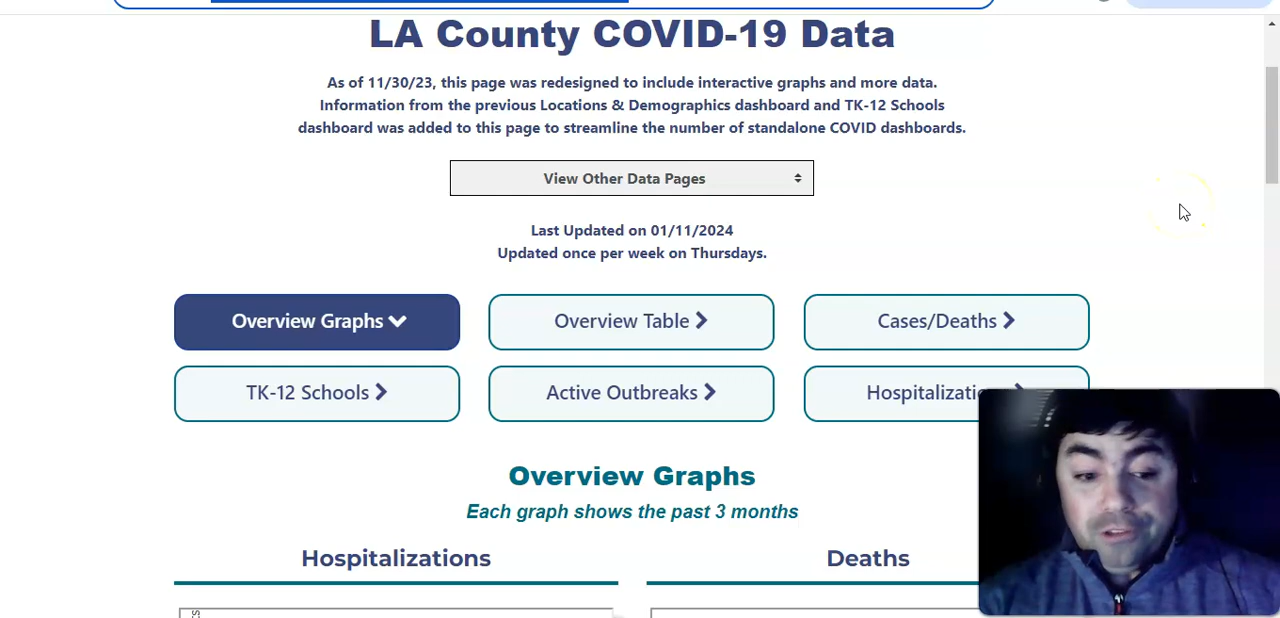 LA County COVID-19 Data
As of 11/30/23, this page was redesigned to include interactive graphs and more data.
Information from the previous Locations & Demographics dashboard and TK-12 Schools
dashboard was added to this page to streamline the number of standalone COVID dashboards.
View Other Data Pages
Last Updated on 01/11/2024
Updated once per week on Thursdays.
Overview Graphs
Overview Table
Cases/Deaths
TK-12 Schools
Active Outbreaks
Overview Graphs
Each graph shows the past 3 months
Hospitalizations
Deaths